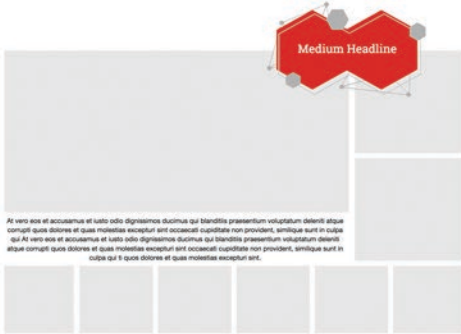 Medium Headline
At vero eos et accusamus et iusto odio dignissimos ducimus qui blanditiis praesentium voluptatum deleniti atque
corrupti quos dolores et quas molestias excepturi sint occaecati cupiditate non provident, similique sunt in culpa
qui At vero eos et accusamus et iusto odio dignissimos ducimus qui blanditiis praesentium voluptatum deleniti
atque corrupti quos dolores et quas molestias excepturi sint occaecati cupiditate non provident, similique sunt in
culpa qui ti quos dolores et quas molestias excepturi sint.